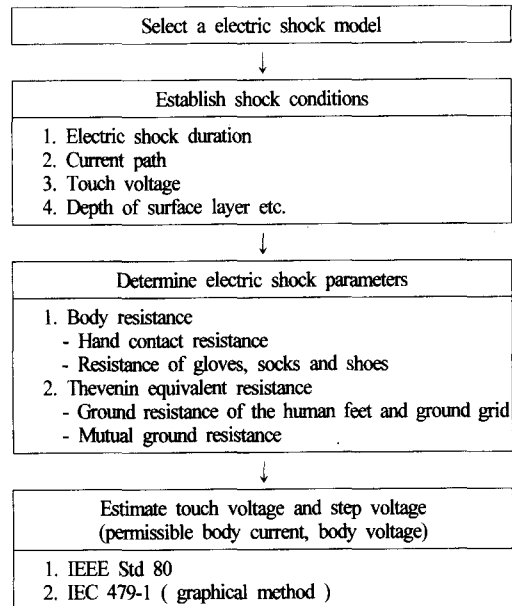 Select a electric shock model
Establish shock conditions
1. Electric shock duration
2. Current path
3. Touch voltage
4. Depth of surface layer etc.
Determine electric shock parameters
1. Body resistance
- Hand contact resistance
- Resistance of gloves, socks and shoes
2. Thevenin equivalent resistance
- Ground resistance of the human feet and ground grid
- Mutual ground resistance
Estimate touch voltage and step voltage
(permissible body current, body voltage)
1. IEEE Std 80
2. IEC 479-1 ( graphical method )